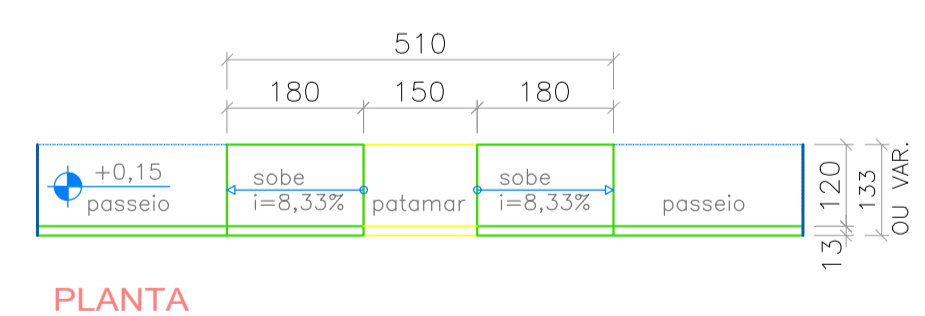 510
180
150
180
+0,15
passeio
sobe
i=8,33%
patamar
sobe
i=8,33%
passeio
120
13
133
OU VAR.
PLANTA